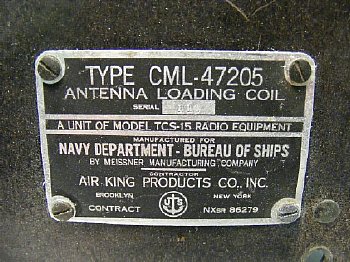 TYPE CML-47205
ANTENNA LOADING COIL
SERIAL
A UNIT OF MODEL TCS-15 RADIO EQUIPMENT
MANUFACTURED FOR
NAVY DEPARTMENT - BUREAU OF SHIPS
BY MEISSNER MANUFACTURING COMPANY
CONTRACTOR
AIR KING PRODUCTS CO., INC.
BROOKLYN NEW YORK
CONTRACT NXSR 86279